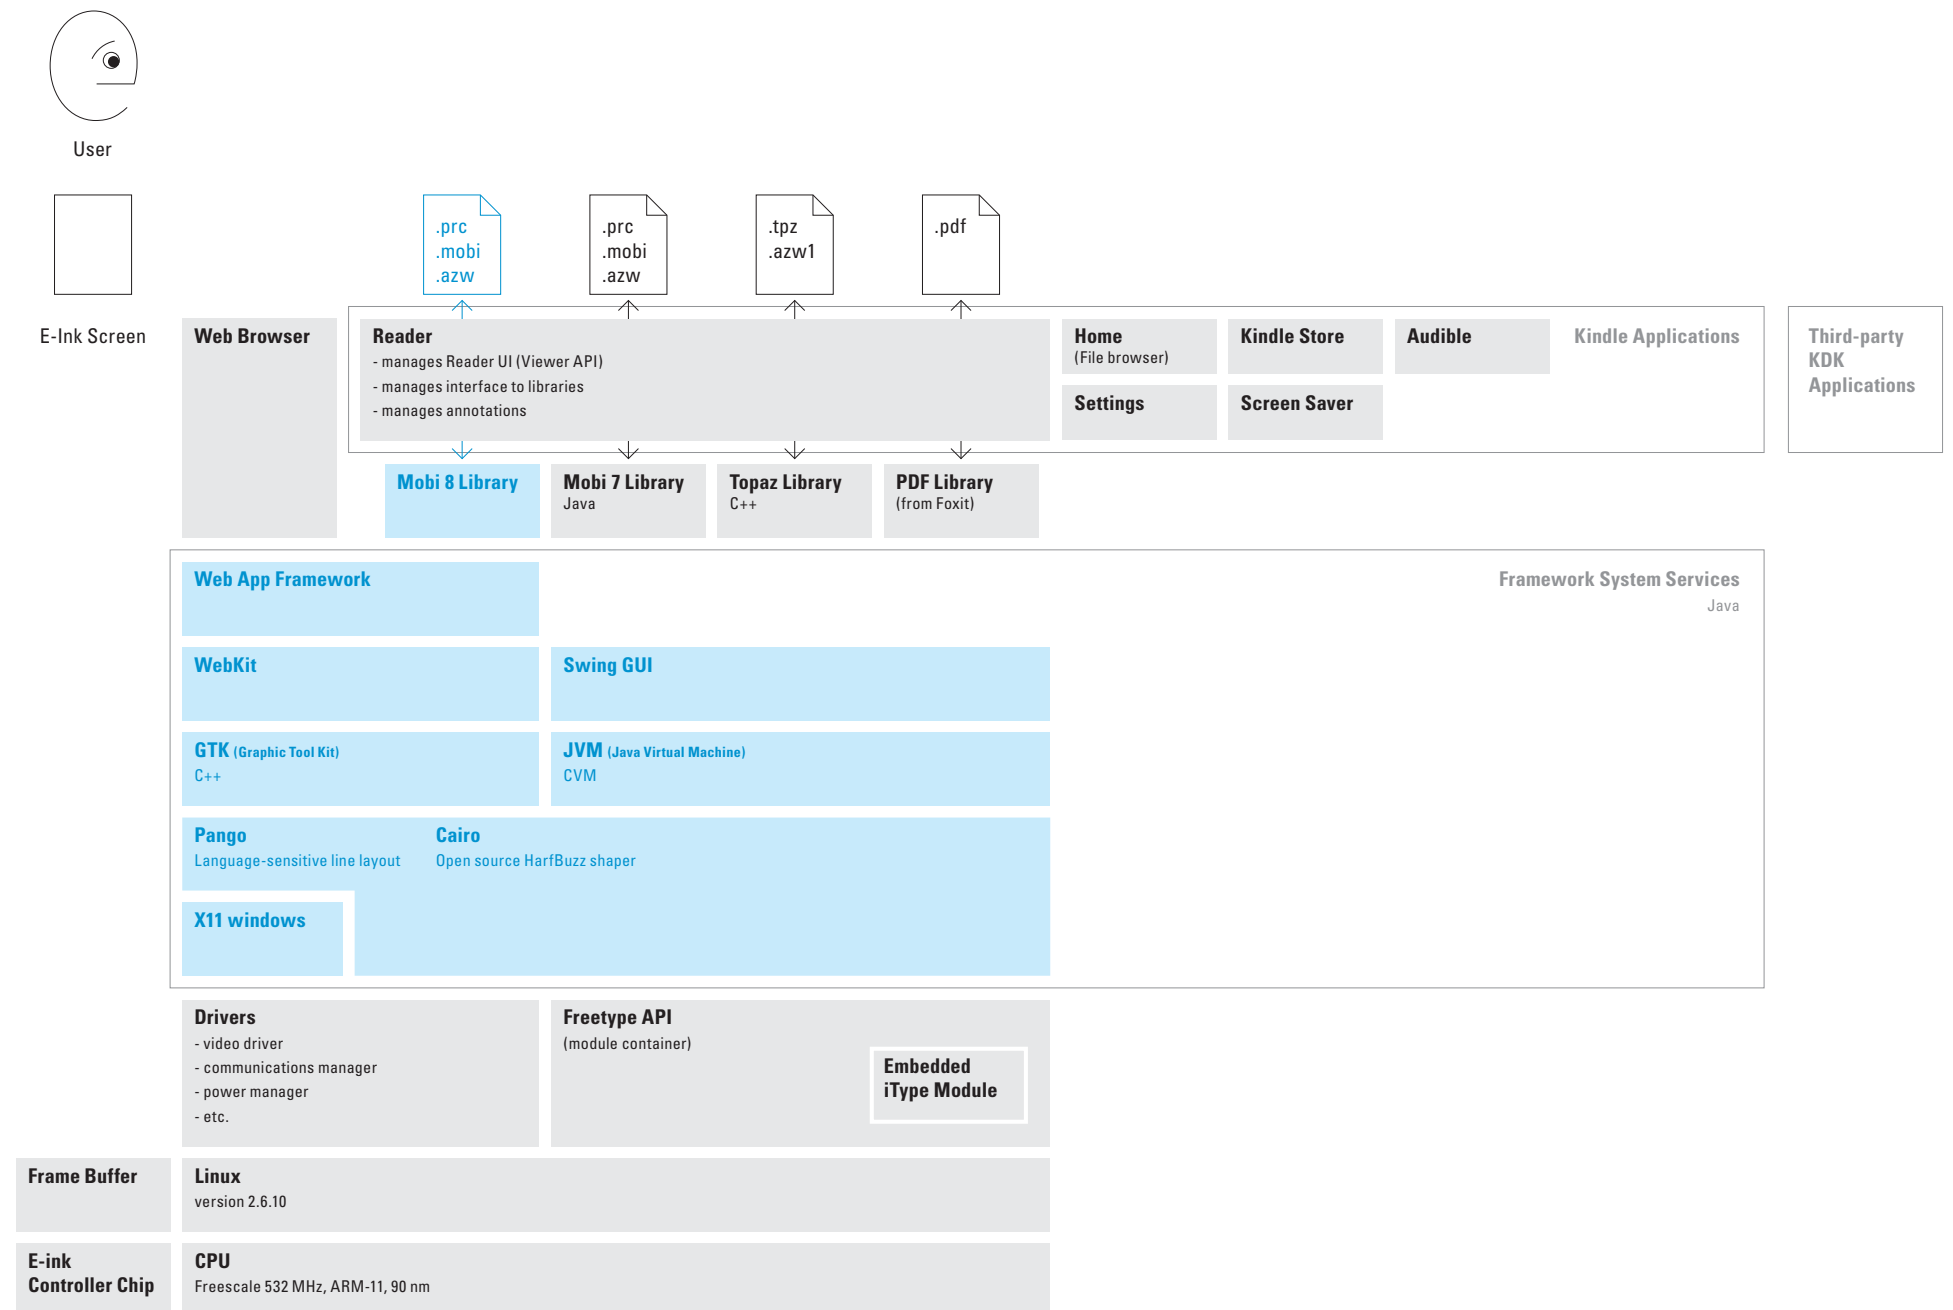 User
E-Ink Screen
.prc
.mobi
.azw
.prc
.mobi
.azw
.tpz
.azw1
.pdf
Web Browser
Reader
- manages Reader UI (Viewer API)
- manages interface to libraries
- manages annotations
Home
(File browser)
Kindle Store
Audible
Kindle Applications
Settings
Screen Saver
Third-party
KDK
Applications
Mobi 8 Library
Mobi 7 Library
Java
Topaz Library
C++
PDF Library
(from Foxit)
Web App Framework
Framework System Services
Java
WebKit
Swing GUI
GTK (Graphic Tool Kit)
C++
JVM (Java Virtual Machine)
CVM
Pango
Language-sensitive line layout
Cairo
Open source HarfBuzz shaper
X11 windows
Drivers
- video driver
- communications manager
- power manager
- etc.
Freetype API
(module container)
Embedded
iType Module
Frame Buffer
Linux
version 2.6.10
E-ink
Controller Chip
CPU
Freescale 532 MHz, ARM-11, 90 nm